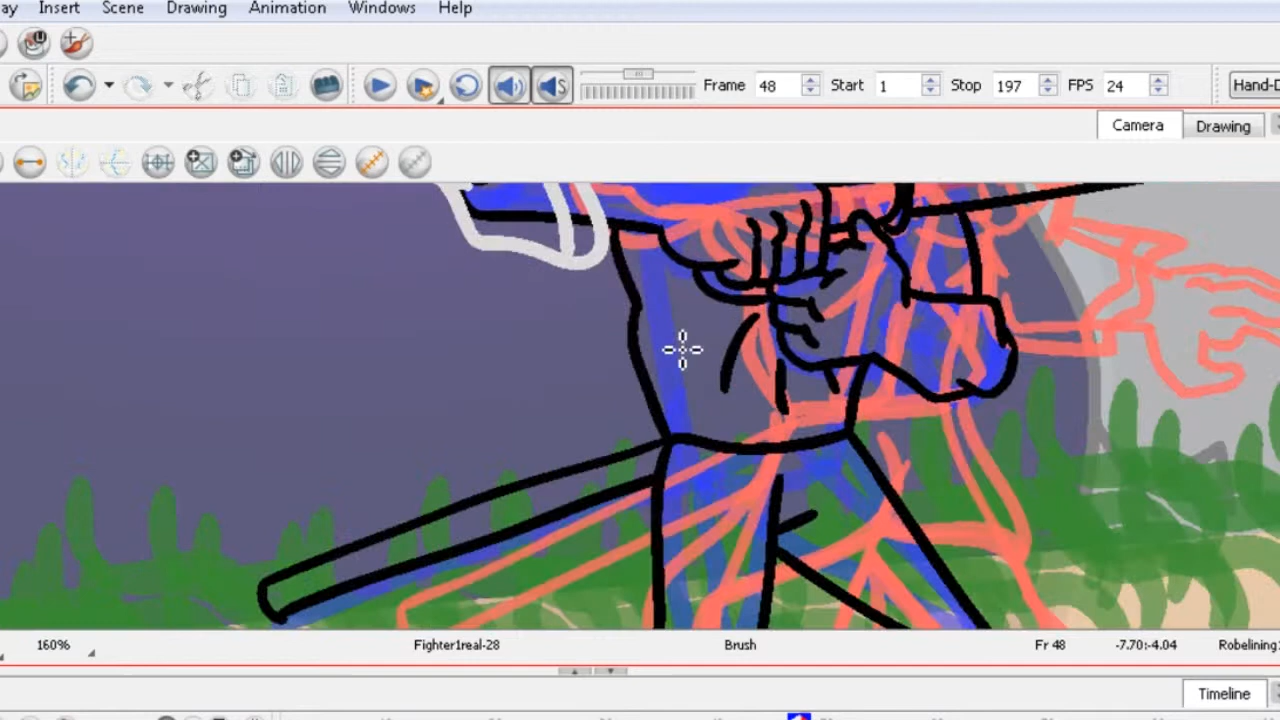 ay Insert Scene Drawing Animation Windows Help
Frame 48 Start 1 Stop 197 FPS 24 Hand-D
Camera Drawing
160% Fighter1real-28 Brush Fr 48 -7.70:-4.04 Robelining
Timeline